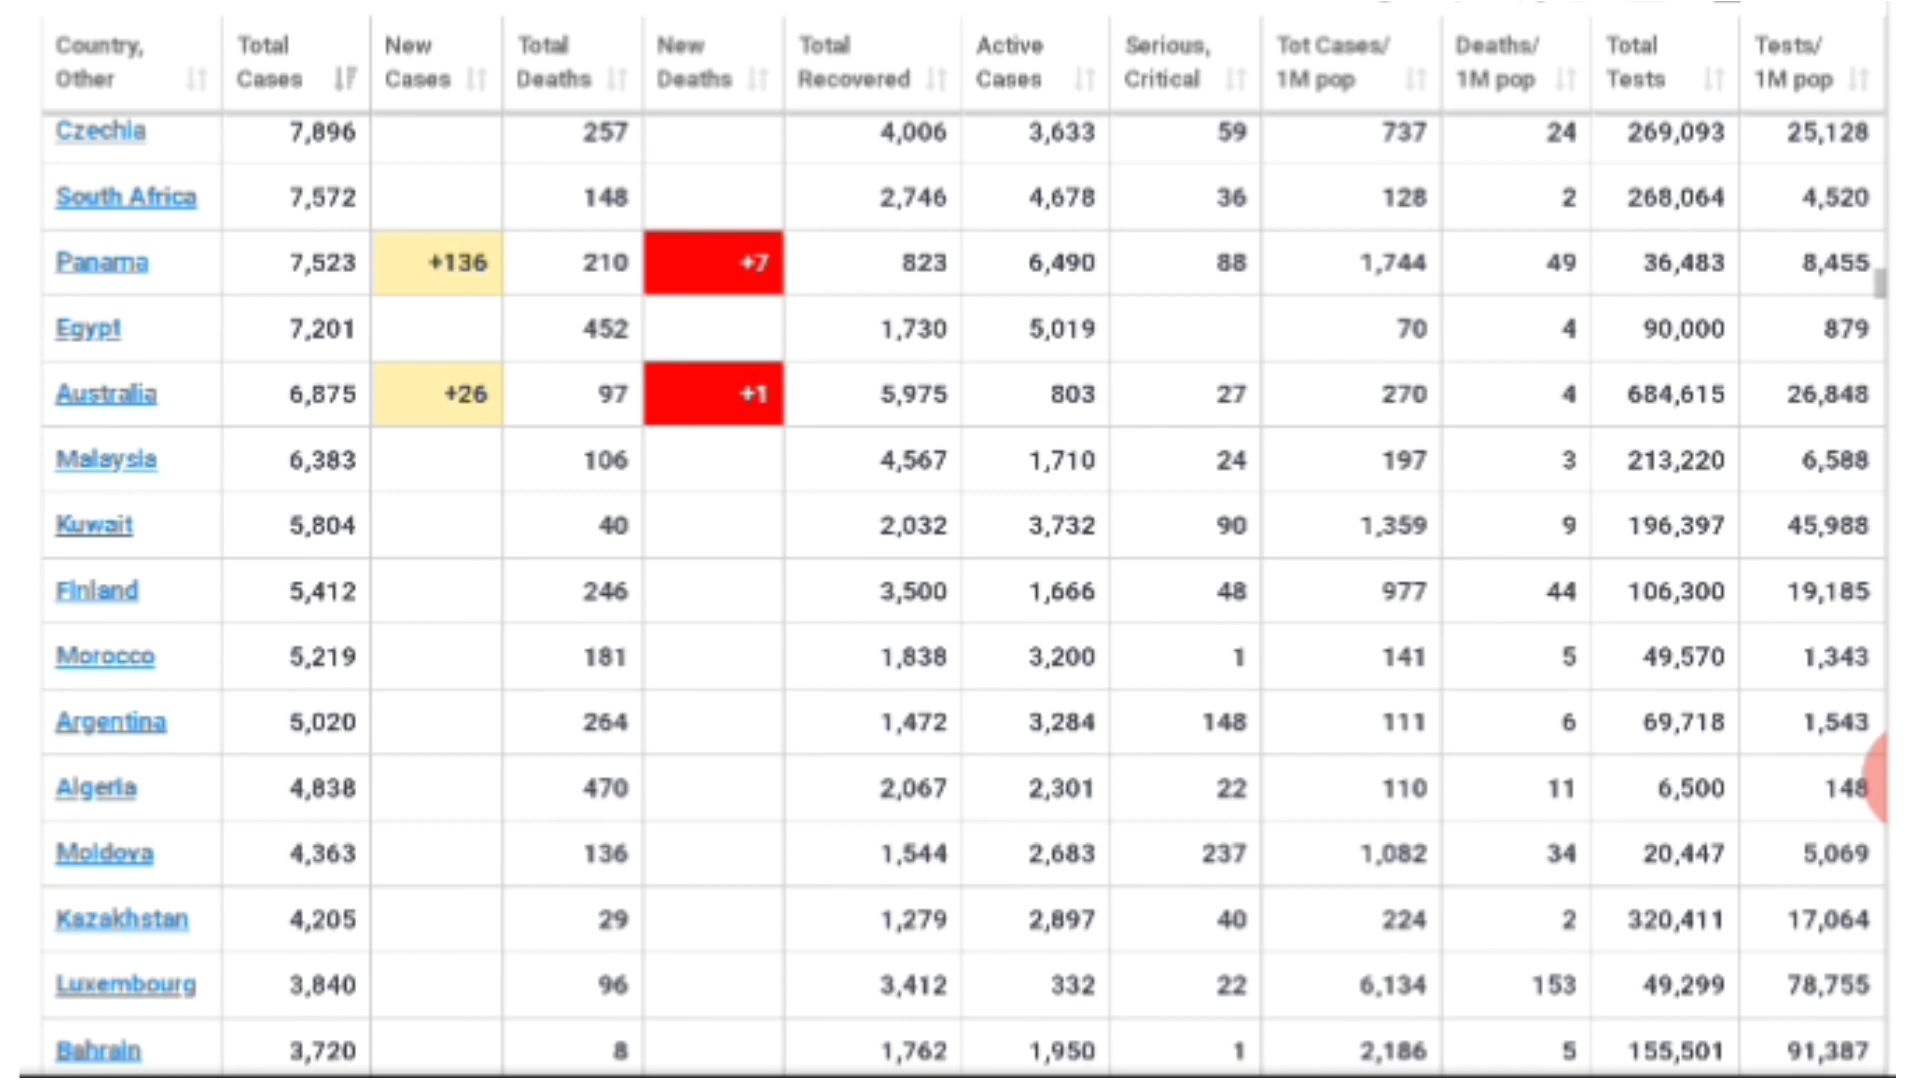 Country, Other Total Cases New Cases Total Deaths New Deaths Total Recovered Active Cases Serious, Critical Tot Cases/ 1M pop Deaths/ 1M pop Total Tests Tests/ 1M pop
Czechia 7,896 257 4,006 3,633 59 737 24 269,093 25,128
South Africa 7,572 148 2,746 4,678 36 128 2 268,064 4,520
Panama 7,523 +136 210 +7 823 6,490 88 1,744 49 36,483 8,455
Egypt 7,201 452 1,730 5,019 70 4 90,000 879
Australia 6,875 +26 97 +1 5,975 803 27 270 4 684,615 26,848
Malaysia 6,383 106 4,567 1,710 24 197 3 213,220 6,588
Kuwait 5,804 40 2,032 3,732 90 1,359 9 196,397 45,988
Finland 5,412 246 3,500 1,666 48 977 44 106,300 19,185
Morocco 5,219 181 1,838 3,200 1 141 5 49,570 1,343
Argentina 5,020 264 1,472 3,284 148 111 6 69,718 1,543
Algeria 4,838 470 2,067 2,301 22 110 11 6,500 148
Moldova 4,363 136 1,544 2,683 237 1,082 34 20,447 5,069
Kazakhstan 4,205 29 1,279 2,897 40 224 2 320,411 17,064
Luxembourg 3,840 96 3,412 332 22 6,134 153 49,299 78,755
Bahrain 3,720 8 1,762 1,950 1 2,186 5 155,501 91,387